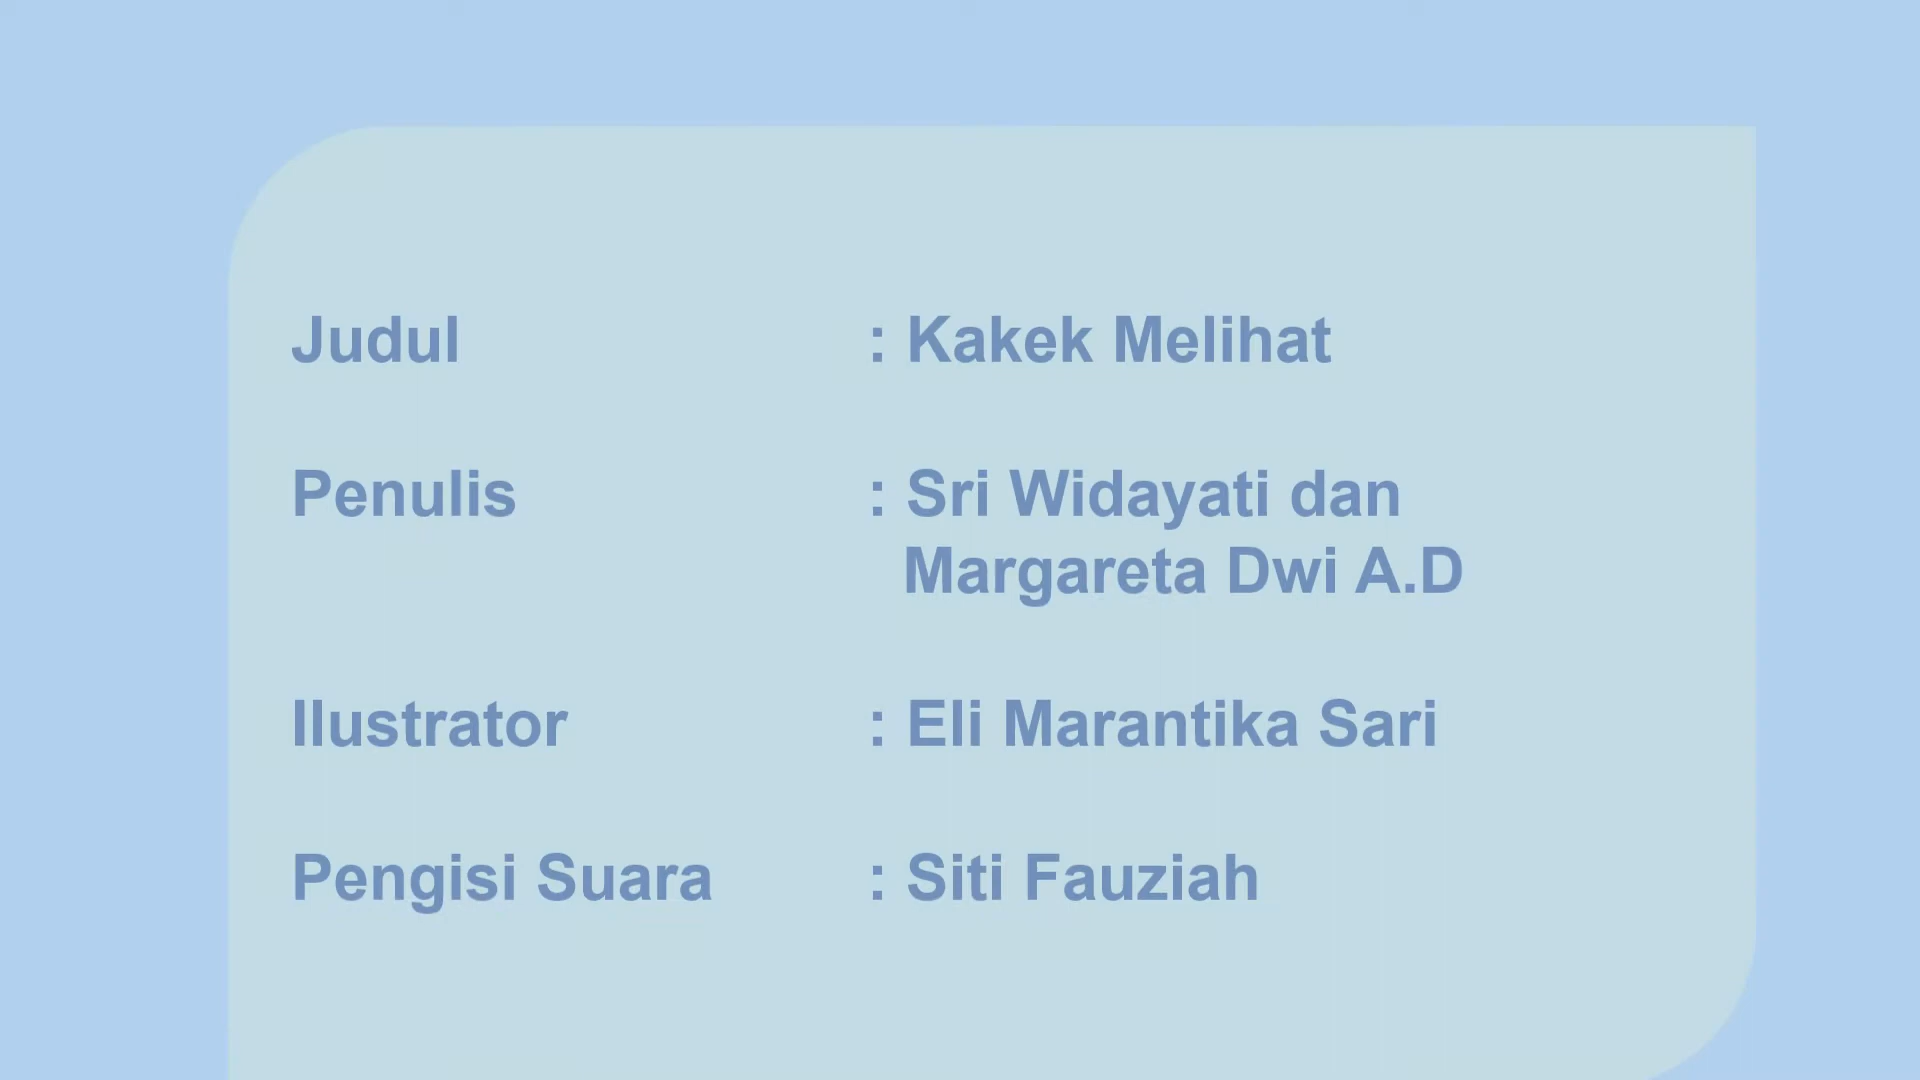 Judul : Kakek Melihat
Penulis : Sri Widayati dan
Margareta Dwi A.D
Ilustrator : Eli Marantika Sari
Pengisi Suara : Siti Fauziah